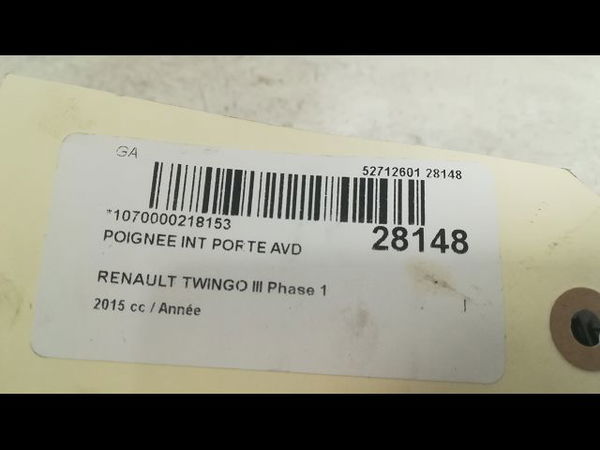 GA
52712601 28148
*1070000218153
28148
POIGNEE INT PORTE AVD
RENAULT TWINGO III Phase 1
2015 cc / Année